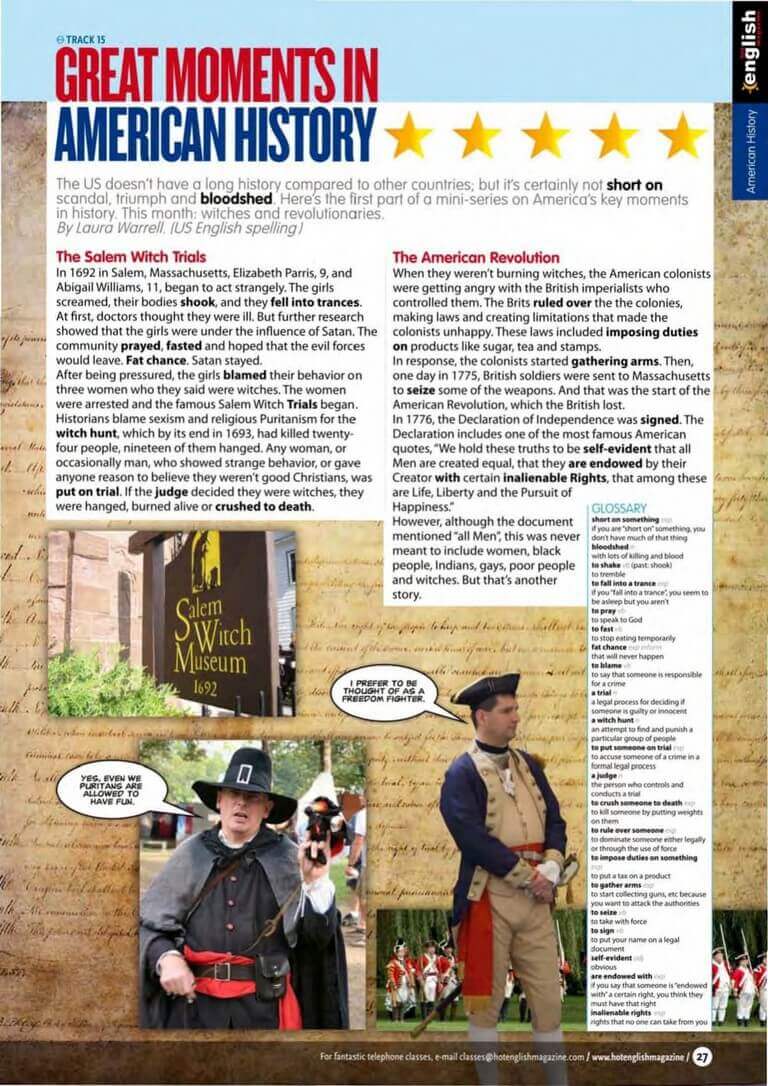 TRACK 15
GREAT MOMENTS IN
AMERICAN HISTORY
english
American History
The US doesn't have a long history compared to other countries; but it's certainly not short on
scandal, triumph and bloodshed. Here's the first part of a mini-series on America's key moments
in history. This month: witches and revolutionaries.
By Laura Warrell. (US English spelling)
The Salem Witch Trials
In 1692 in Salem, Massachusetts, Elizabeth Parris, 9, and
Abigail Williams, 11, began to act strangely. The girls
screamed, their bodies shook, and they fell into trances.
At first, doctors thought they were ill. But further research
showed that the girls were under the influence of Satan. The
community prayed, fasted and hoped that the evil forces
would leave. Fat chance. Satan stayed.
After being pressured, the girls blamed their behavior on
three women who they said were witches. The women
were arrested and the famous Salem Witch Trials began.
Historians blame sexism and religious Puritanism for the
witch hunt, which by its end in 1693, had killed twenty-
four people, nineteen of them hanged. Any woman, or
occasionally man, who showed strange behavior, or gave
anyone reason to believe they weren't good Christians, was
put on trial. If the judge decided they were witches, they
were hanged, burned alive or crushed to death.
The American Revolution
When they weren't burning witches, the American colonists
were getting angry with the British imperialists who
controlled them. The Brits ruled over the the colonies,
making laws and creating limitations that made the
colonists unhappy. These laws included imposing duties
on products like sugar, tea and stamps.
In response, the colonists started gathering arms. Then,
one day in 1775, British soldiers were sent to Massachusetts
to seize some of the weapons. And that was the start of the
American Revolution, which the British lost.
In 1776, the Declaration of Independence was signed. The
Declaration includes one of the most famous American
quotes, "We hold these truths to be self-evident that all
Men are created equal, that they are endowed by their
Creator with certain inalienable Rights, that among these
are Life, Liberty and the Pursuit of
Happiness."
However, although the document
mentioned "all Men", this was never
meant to include women, black
people, Indians, gays, poor people
and witches. But that's another
story.
GLOSSARY
short on something exp
if you are "short on" something, you
don't have much of that thing
bloodshed n
with lots of killing and blood
to shake vb (past: shook)
to tremble
to fall into a trance exp
if you "fall into a trance", you seem to
be asleep but you aren't
to pray vb
to speak to God
to fast vb
to stop eating temporarily
fat chance exp inform
that will never happen
to blame vb
to say that someone is responsible
for a crime
a trial n
a legal process for deciding if
someone is guilty or innocent
a witch hunt n
an attempt to find and punish a
particular group of people
to put someone on trial exp
to accuse someone of a crime in a
formal legal process
a judge n
the person who controls and
conducts a trial
to crush someone to death exp
to kill someone by putting weights
on them
to rule over someone exp
to dominate someone either legally
or through the use of force
to impose duties on something
exp
to put a tax on a product
to gather arms exp
to start collecting guns, etc because
you want to attack the authorities
to seize vb
to take with force
to sign vb
to put your name on a legal
document
self-evident adj
obvious
are endowed with exp
if you say that someone is "endowed
with" a certain right, you think they
must have that right
inalienable rights exp
rights that no one can take from you
Salem
Witch
Museum
1692
I PREFER TO BE
THOUGHT OF AS A
FREEDOM FIGHTER.
YES, EVEN WE
PURITANS ARE
ALLOWED TO
HAVE FUN.
For fantastic telephone classes, e-mail classes@hotenglishmagazine.com / www.hotenglishmagazine / 27